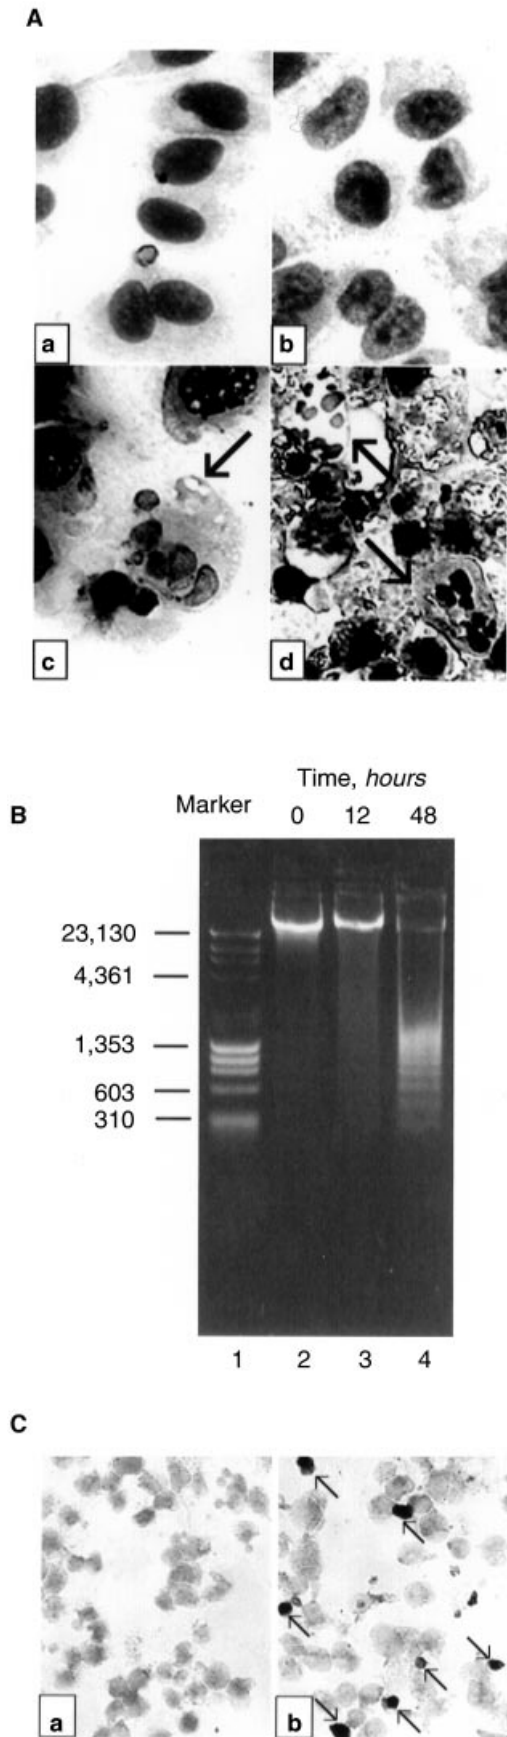 A
a
b
c
d
B
Time, hours
Marker
0 12 48
23,130
4,361
1,353
603
310
1 2 3 4
C
a
b